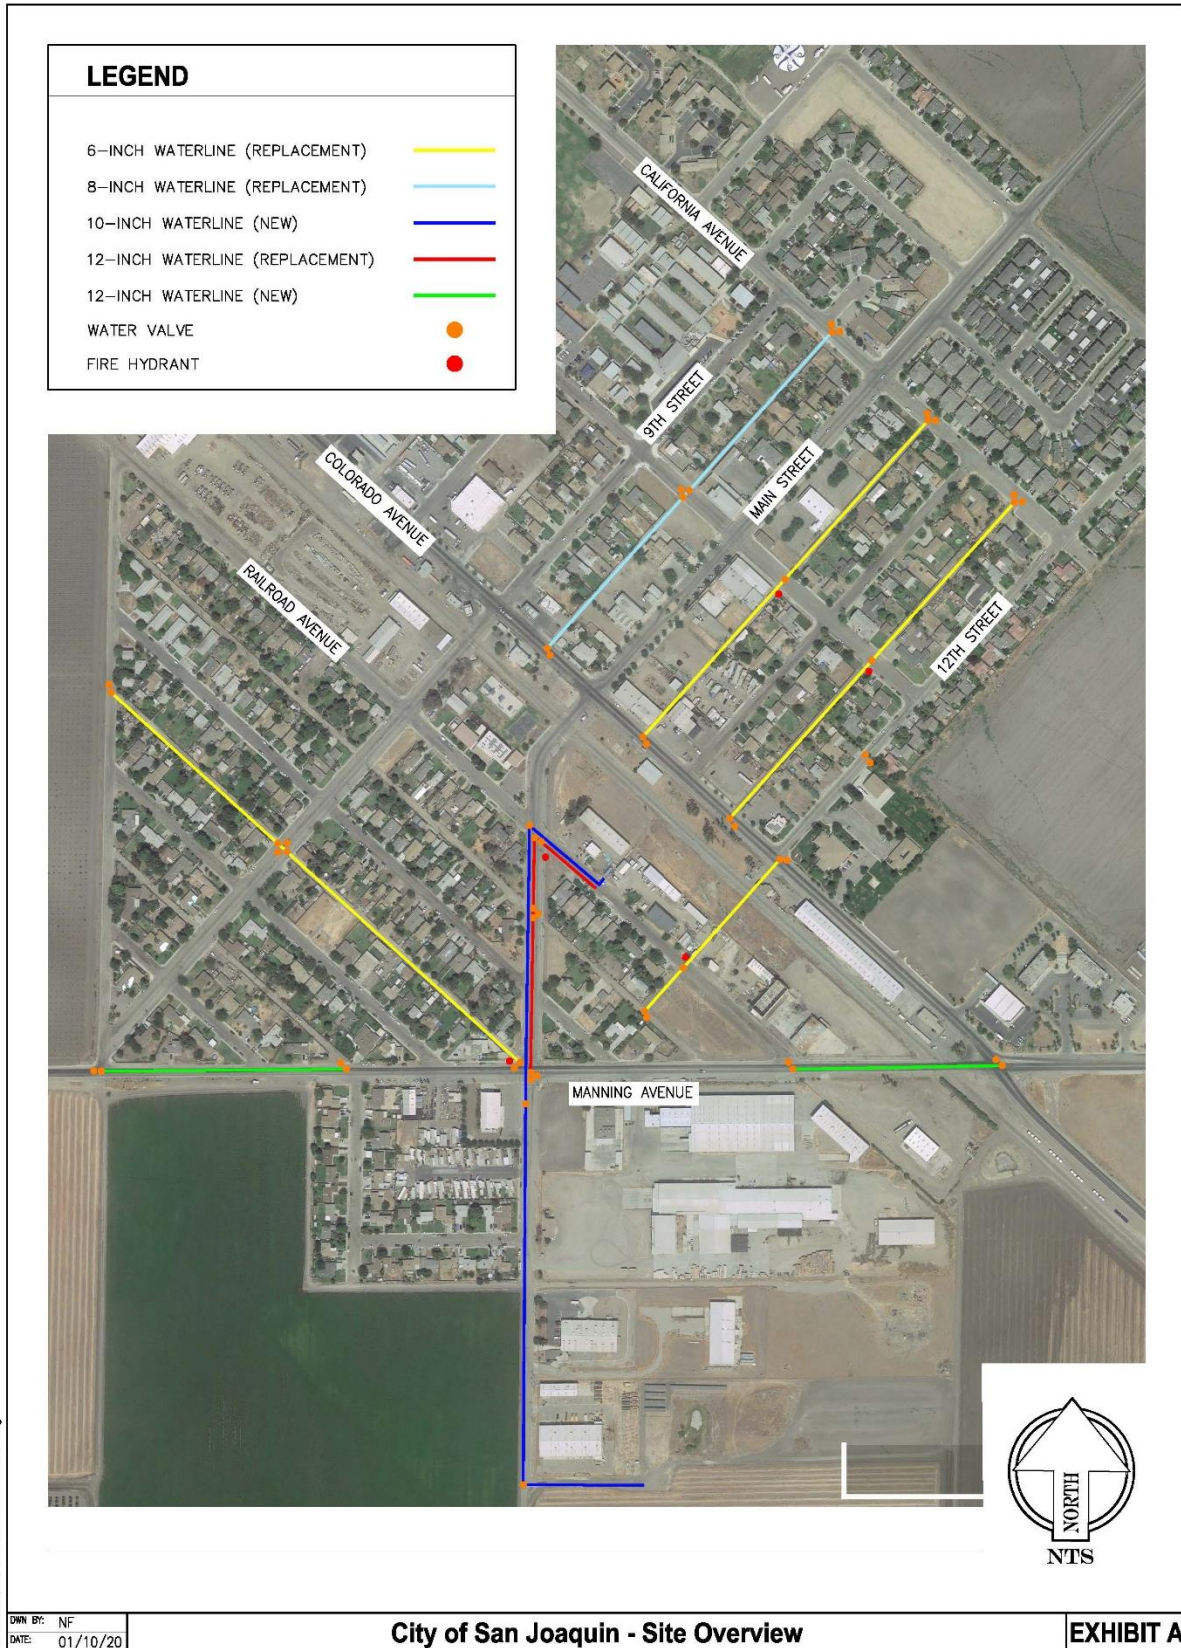 LEGEND
6-INCH WATERLINE (REPLACEMENT)
8-INCH WATERLINE (REPLACEMENT)
10-INCH WATERLINE (NEW)
12-INCH WATERLINE (REPLACEMENT)
12-INCH WATERLINE (NEW)
WATER VALVE
FIRE HYDRANT
CALIFORNIA AVENUE
9TH STREET
MAIN STREET
COLORADO AVENUE
RAILROAD AVENUE
12TH STREET
MANNING AVENUE
NORTH
NTS
DWN BY: NF
DATE: 01/10/20
City of San Joaquin - Site Overview
EXHIBIT A